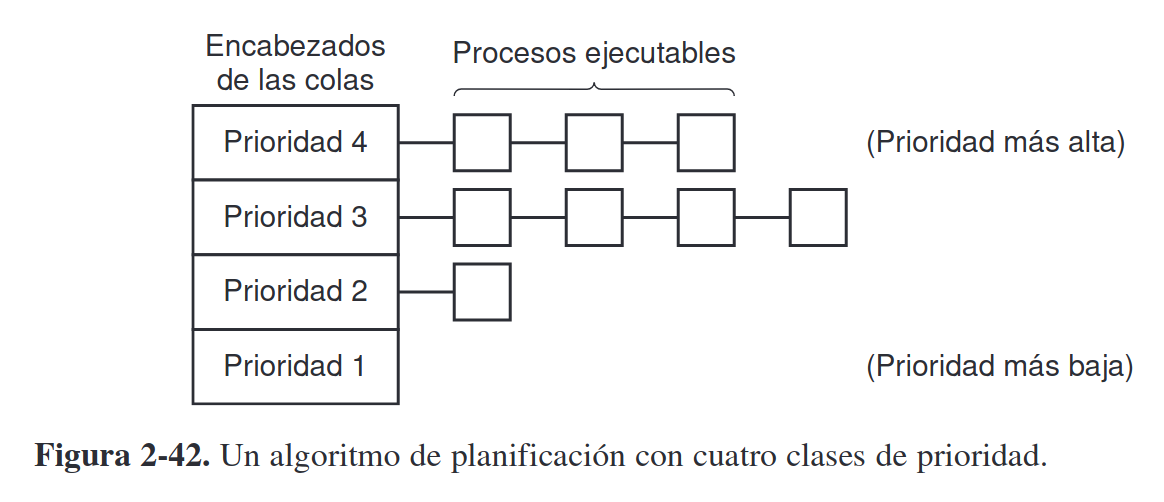 Encabezados
de las colas
Procesos ejecutables
Prioridad 4
(Prioridad más alta)
Prioridad 3
Prioridad 2
Prioridad 1
(Prioridad más baja)
Figura 2-42. Un algoritmo de planificación con cuatro clases de prioridad.